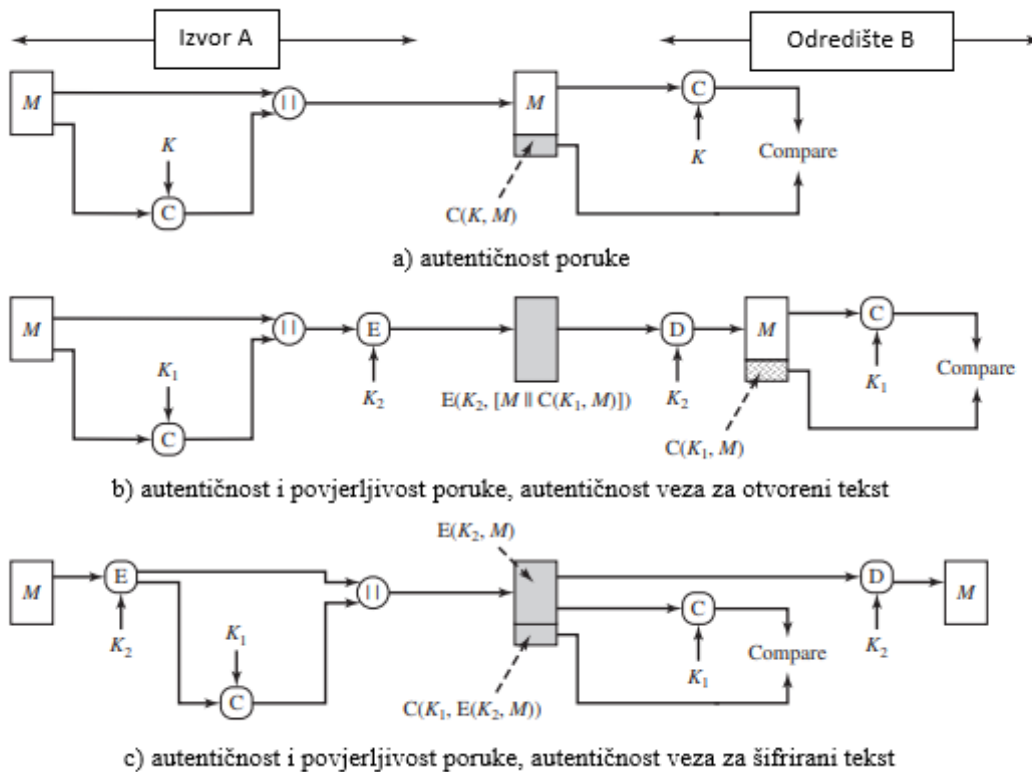 Izvor A
Odredište B
M
||
M
C
K
K
Compare
C
C(K, M)
a) autentičnost poruke
M
||
E
D
M
C
K₁
K₂
E(K₂, [M || C(K₁, M)])
K₂
K₁
Compare
C
C(K₁, M)
b) autentičnost i povjerljivost poruke, autentičnost veza za otvoreni tekst
E(K₂, M)
M
E
||
D
M
C
K₂
K₁
K₁
Compare
K₂
C
C(K₁, E(K₂, M))
c) autentičnost i povjerljivost poruke, autentičnost veza za šifrirani tekst